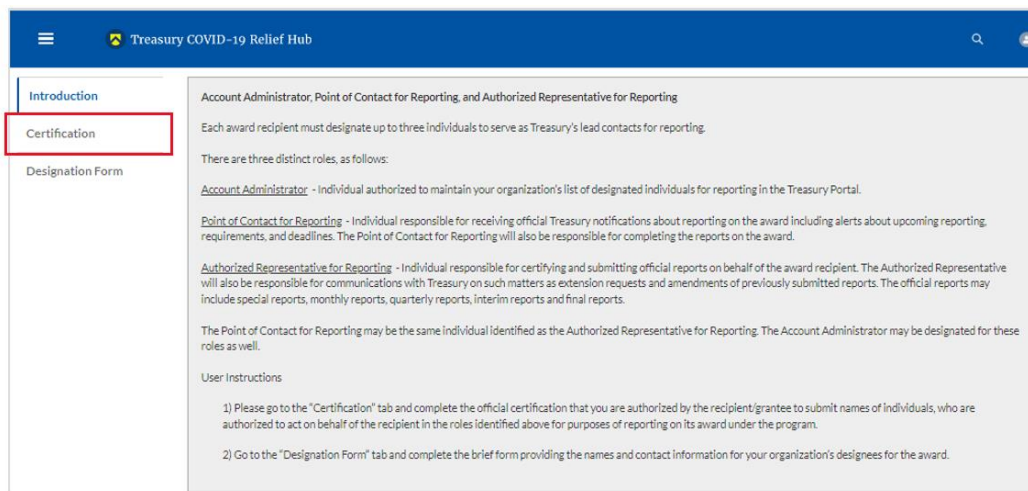 Treasury COVID-19 Relief Hub
Introduction
Certification
Designation Form
Account Administrator, Point of Contact for Reporting, and Authorized Representative for Reporting
Each award recipient must designate up to three individuals to serve as Treasury's lead contacts for reporting.
There are three distinct roles, as follows:
Account Administrator - Individual authorized to maintain your organization's list of designated individuals for reporting in the Treasury Portal.
Point of Contact for Reporting - Individual responsible for receiving official Treasury notifications about reporting on the award including alerts about upcoming reporting,
requirements, and deadlines. The Point of Contact for Reporting will also be responsible for completing the reports on the award.
Authorized Representative for Reporting - Individual responsible for certifying and submitting official reports on behalf of the award recipient. The Authorized Representative
will also be responsible for communications with Treasury on such matters as extension requests and amendments of previously submitted reports. The official reports may
include special reports, monthly reports, quarterly reports, interim reports and final reports.
The Point of Contact for Reporting may be the same individual identified as the Authorized Representative for Reporting. The Account Administrator may be designated for these
roles as well.
User Instructions
1) Please go to the "Certification" tab and complete the official certification that you are authorized by the recipient/grantee to submit names of individuals, who are
authorized to act on behalf of the recipient in the roles identified above for purposes of reporting on its award under the program.
2) Go to the "Designation Form" tab and complete the brief form providing the names and contact information for your organization's designees for the award.